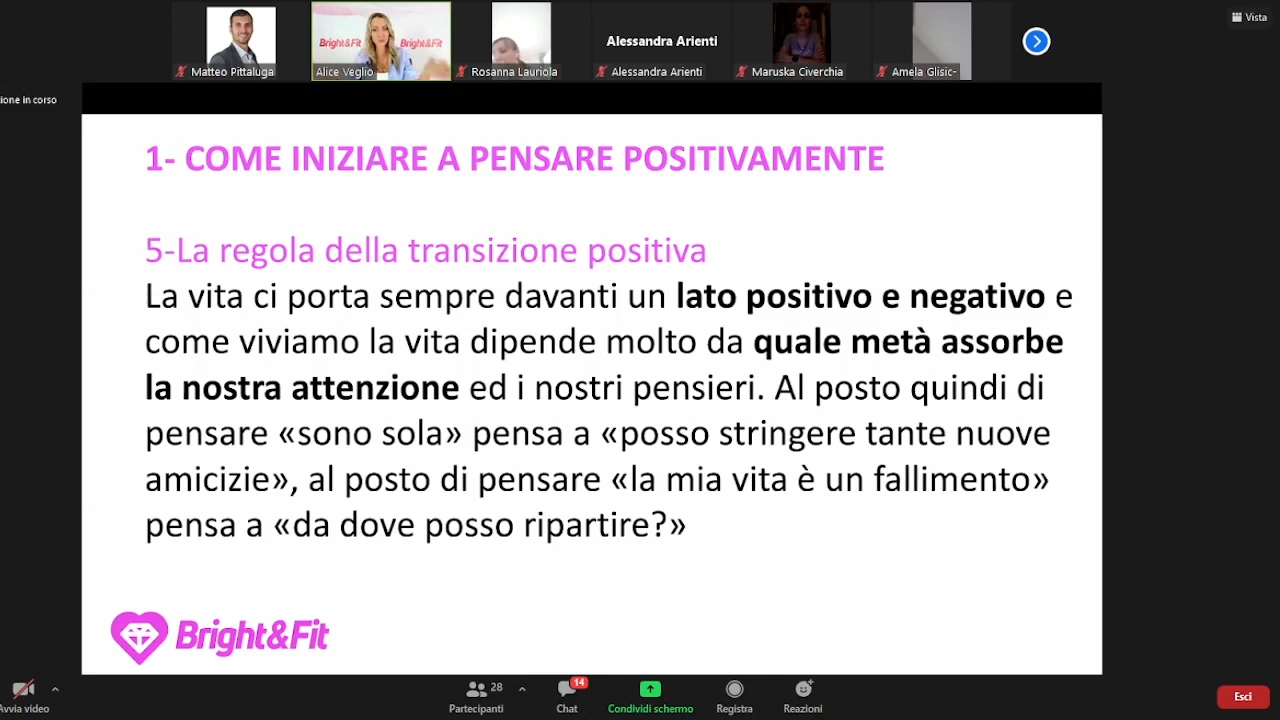 Vista
Bright&Fit
Bright&Fit
Alessandra Arienti
Matteo Pittaluga
Alice Veglio
Rosanna Lauriola
Alessandra Arienti
Maruska Civerchia
Amela Glisic-
ione in corso
1- COME INIZIARE A PENSARE POSITIVAMENTE
5-La regola della transizione positiva
La vita ci porta sempre davanti un lato positivo e negativo e
come viviamo la vita dipende molto da quale metà assorbe
la nostra attenzione ed i nostri pensieri. Al posto quindi di
pensare «sono sola» pensa a «posso stringere tante nuove
amicizie», al posto di pensare «la mia vita è un fallimento»
pensa a «da dove posso ripartire?»
Bright&Fit
28
14
Avvia video
Partecipanti
Chat
Condividi schermo
Registra
Reazioni
Esci